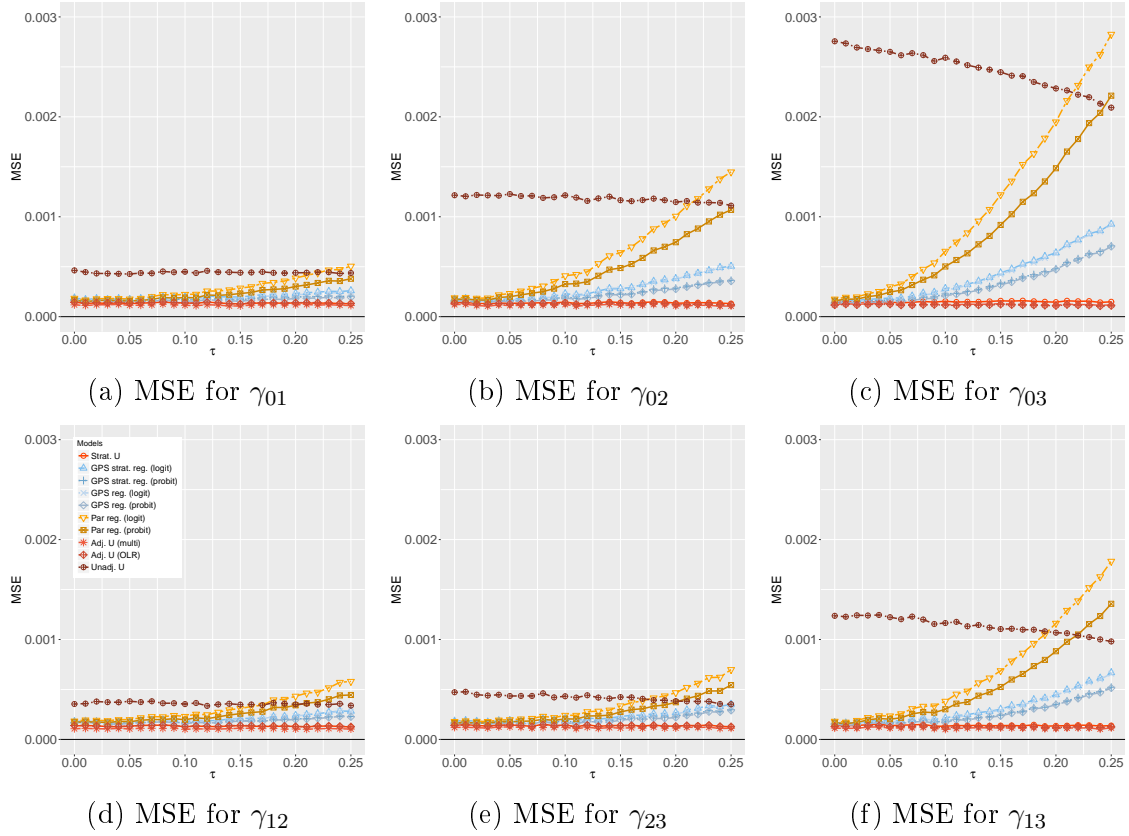 0.003
0.002
0.001
0.000
MSE
0.00 0.05 0.10 0.15 0.20 0.25
τ
(a) MSE for γ01
0.003
0.002
0.001
0.000
MSE
0.00 0.05 0.10 0.15 0.20 0.25
τ
(b) MSE for γ02
0.003
0.002
0.001
0.000
MSE
0.00 0.05 0.10 0.15 0.20 0.25
τ
(c) MSE for γ03
0.003
0.002
0.001
0.000
MSE
Models
Strat. U
GPS strat. reg. (logit)
GPS strat. reg. (probit)
GPS reg. (logit)
GPS reg. (probit)
Par reg. (logit)
Par reg. (probit)
Adj. U (multi)
Adj. U (OLR)
Unadj. U
0.00 0.05 0.10 0.15 0.20 0.25
τ
(d) MSE for γ12
0.003
0.002
0.001
0.000
MSE
0.00 0.05 0.10 0.15 0.20 0.25
τ
(e) MSE for γ23
0.003
0.002
0.001
0.000
MSE
0.00 0.05 0.10 0.15 0.20 0.25
τ
(f) MSE for γ13